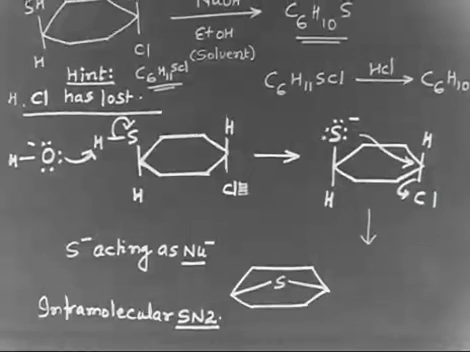 SH
H
Cl
NaOH
EtOH
(Solvent)
C₆H₁₀S
Hint: C₆H₁₁SCl
H, Cl has lost.
C₆H₁₁SCl HCl C₆H₁₀
H–O:
H–S
H
H
Cl
:S:⁻
H
H
Cl
S⁻ acting as Nu⁻
Intramolecular SN2.
S